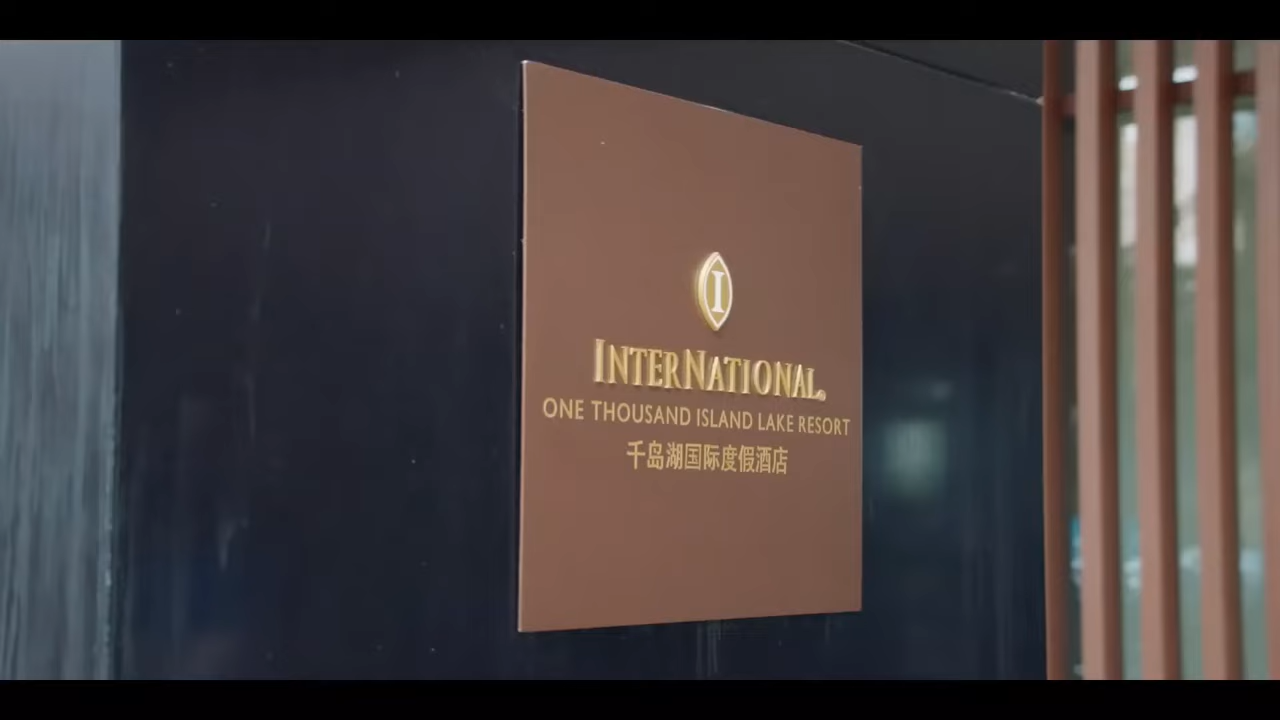 I
INTERNATIONAL®
ONE THOUSAND ISLAND LAKE RESORT
千岛湖国际度假酒店